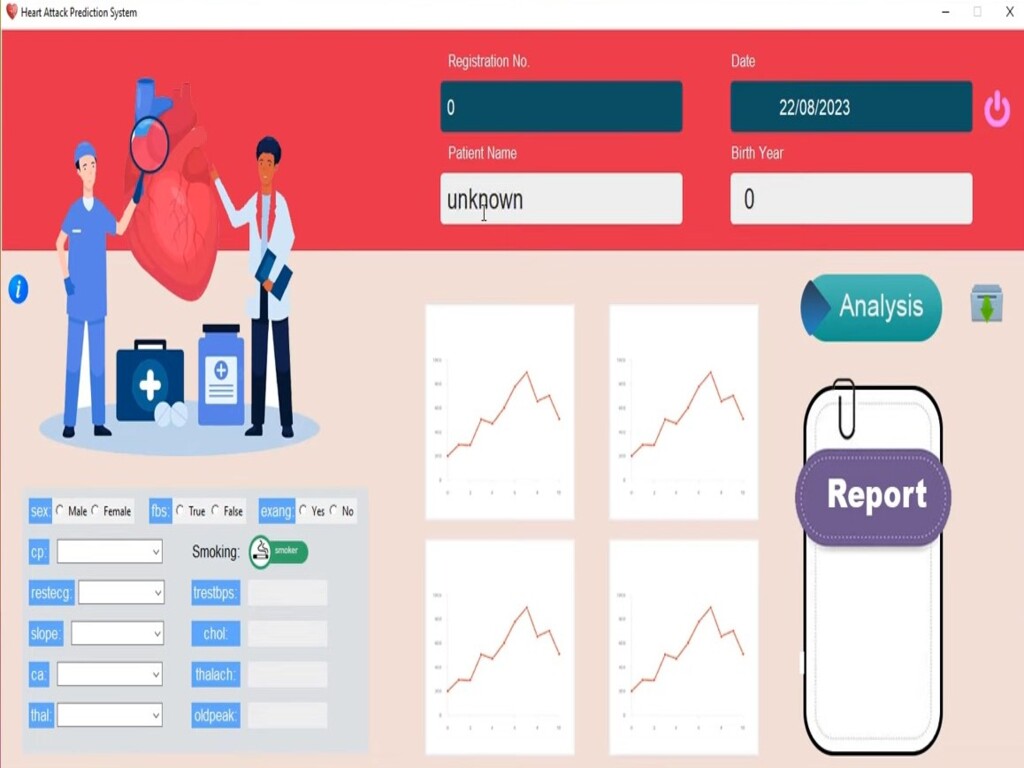 Heart Attack Prediction System
Registration No.
Date
0
22/08/2023
Patient Name
Birth Year
unknown
0
i
Analysis
Report
sex: Male Female fbs: True False exang: Yes No
cp:
Smoking: smoker
restecg:
trestbps:
slope:
chol:
ca:
thalach:
thal:
oldpeak: